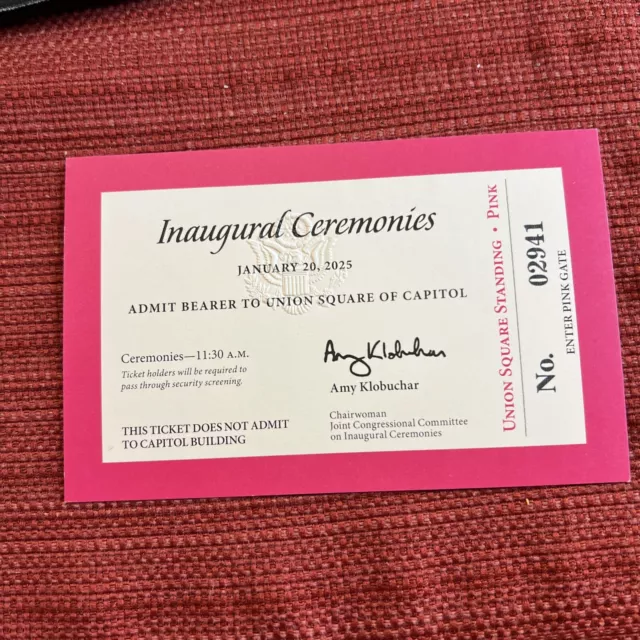 Inaugural Ceremonies
JANUARY 20, 2025
ADMIT BEARER TO UNION SQUARE OF CAPITOL
Ceremonies—11:30 A.M.
Ticket holders will be required to
pass through security screening.
THIS TICKET DOES NOT ADMIT
TO CAPITOL BUILDING
Amy Klobuchar
Amy Klobuchar
Chairwoman
Joint Congressional Committee
on Inaugural Ceremonies
UNION SQUARE STANDING • PINK
No. 02941
ENTER PINK GATE